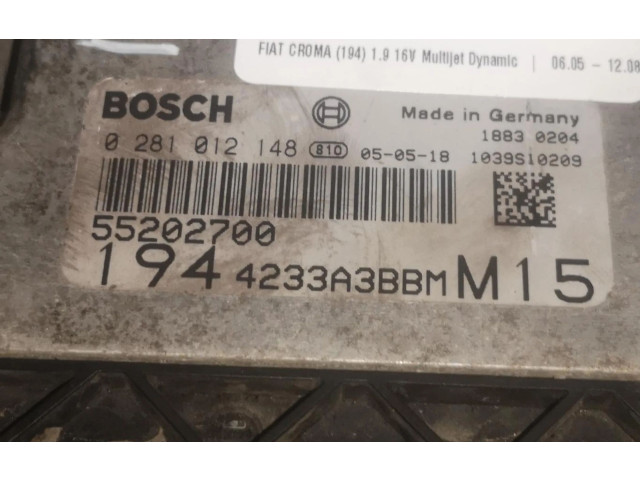 FIAT CROMA (194) 1.9 16V Multijet Dynamic | 06.05 – 12.08
BOSCH Made in Germany
1883 0204
0 281 012 148 810 05-05-18 1039S10209
55202700
194 4233A3BBM M15